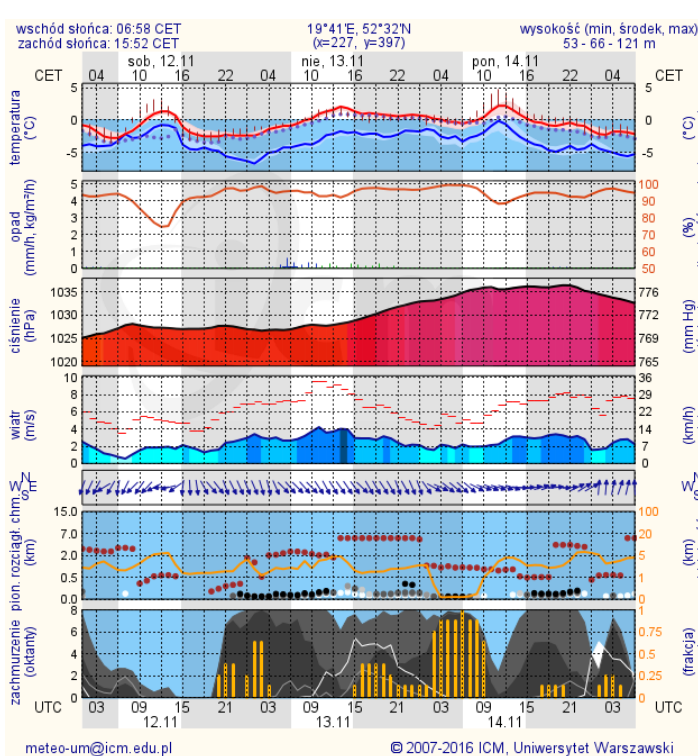 wschód słońca: 06:58 CET 19°41'E, 52°32'N wysokość (min, środek, max)
zachód słońca: 15:52 CET (x=227, y=397) 53 - 66 - 121 m
sob, 12.11 nie, 13.11 pon, 14.11
CET 04 10 16 22 04 10 16 22 04 10 16 22 04 CET
temperatura
(°C)
5 5
0 0
-5 -5
(°C)
opad
(mm/h, kg/m²/h)
5 100
4 90
3 80
2 70
1 60
0 50
(%)
ciśnienie
(hPa)
1035 776
1030 772
1025 769
1020 765
(mm Hg)
wiatr
(m/s)
10 36
8 29
6 22
4 14
2 7
0 0
(km/h)
N N
W E W
S S
pion. rozciągł. chm.
(km)
15.0 100
7.0 20
2.0 5
0.5 1
0.0 0
(km)
zachmurzenie
(oktanty)
8 1
6 0.75
4 0.5
2 0.25
0 0
(frakcja)
UTC 03 09 15 21 03 09 15 21 03 09 15 21 03 UTC
12.11 13.11 14.11
meteo-um@icm.edu.pl © 2007-2016 ICM, Uniwersytet Warszawski